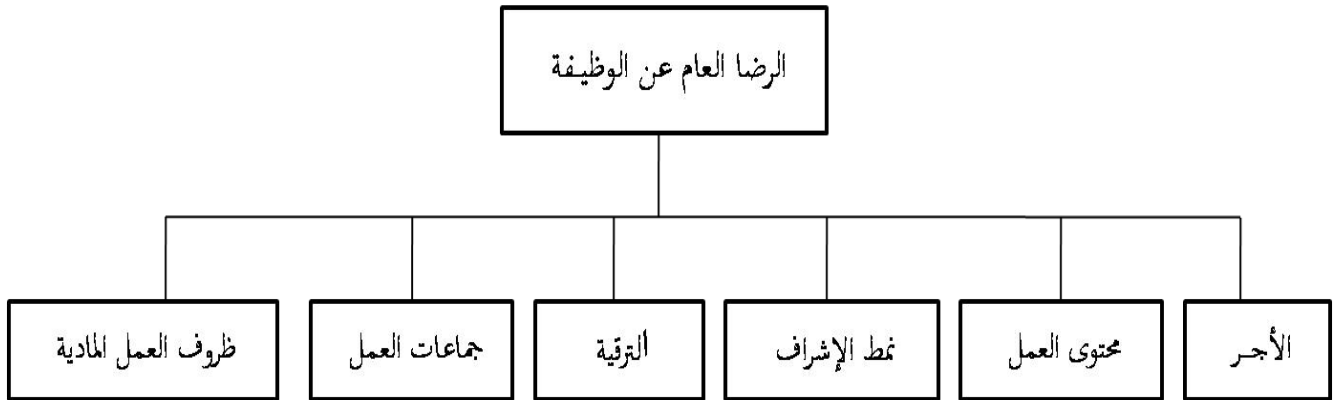 الرضا العام عن الوظيفة
الأجر
محتوى العمل
نمط الإشراف
الترقية
جماعات العمل
ظروف العمل المادية